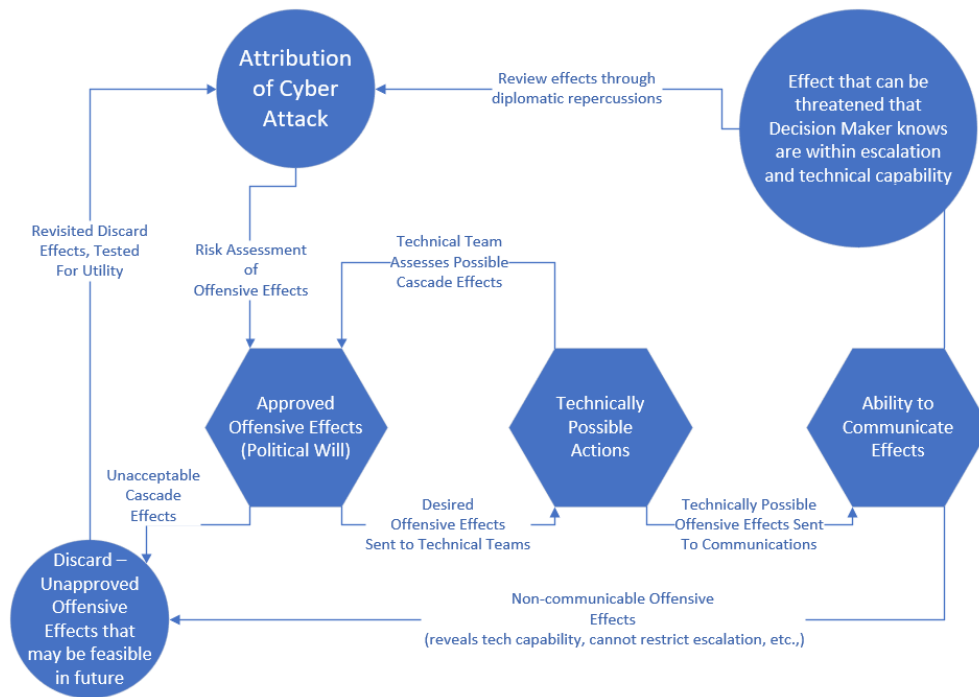 Attribution
of Cyber
Attack
Review effects through
diplomatic repercussions
Effect that can be
threatened that
Decision Maker
knows
are within escalation
and technical
capability
Revisited Discard
Effects, Tested
For Utility
Risk Assessment
of
Offensive Effects
Technical Team
Assesses Possible
Cascade Effects
Approved
Offensive Effects
(Political Will)
Technically
Possible
Actions
Ability to
Communicate
Effects
Unacceptable
Cascade
Effects
Desired
Offensive Effects
Sent to Technical Teams
Technically Possible
Offensive Effects Sent
To Communications
Discard –
Unapproved
Offensive
Effects that
may be feasible
in future
Non-communicable Offensive
Effects
(reveals tech capability, cannot restrict escalation, etc.,)